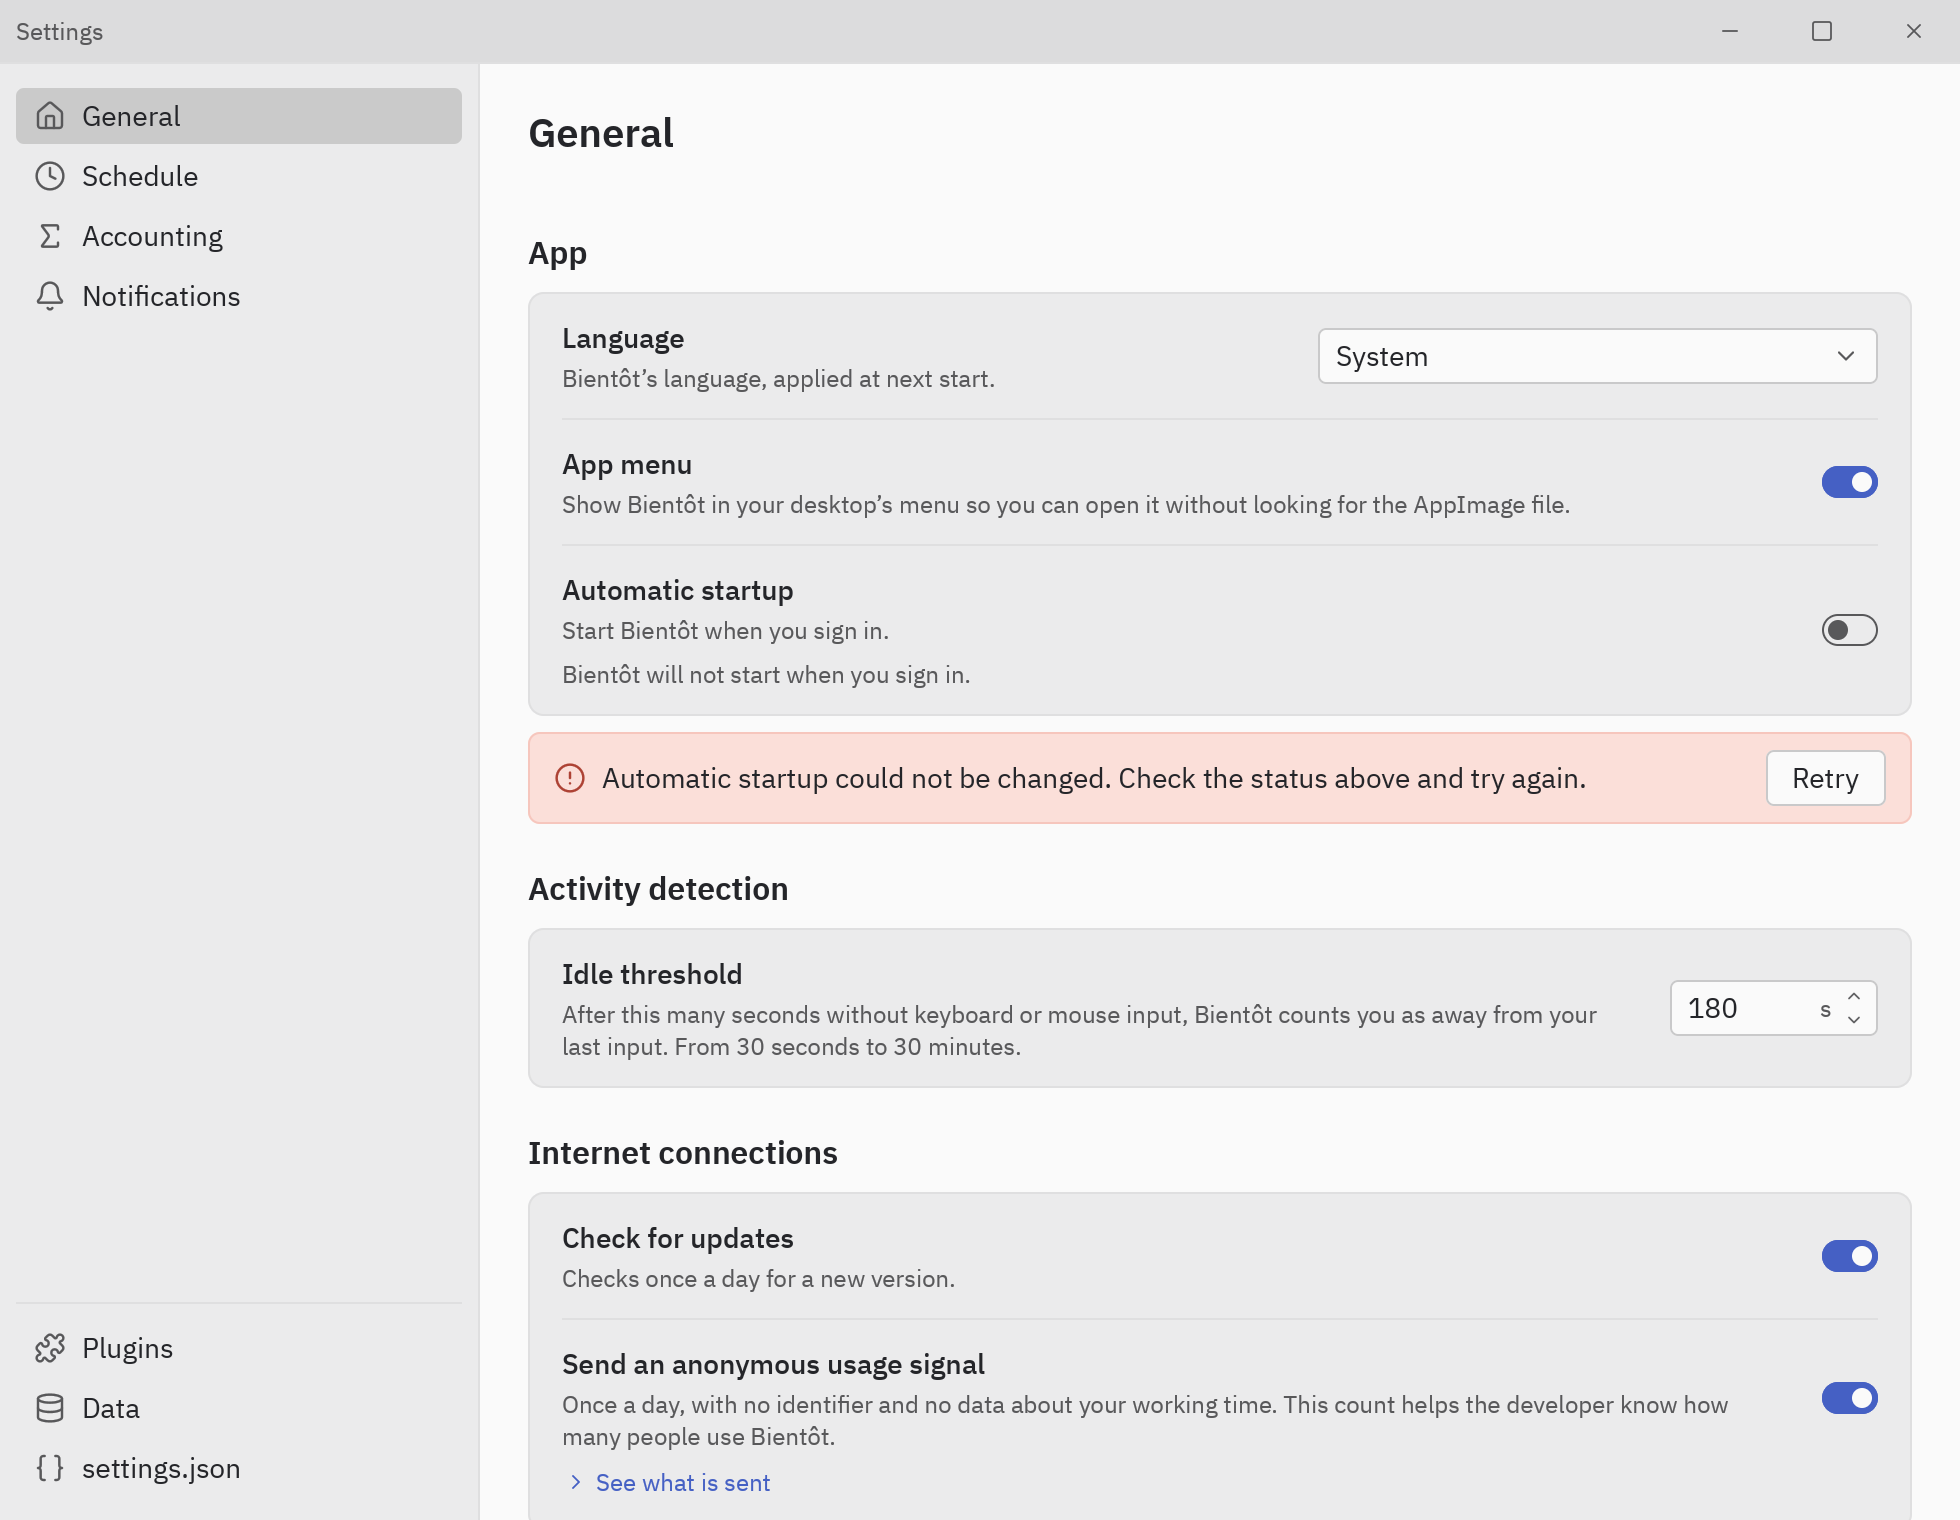 Settings
General
Schedule
Accounting
Notifications
Plugins
Data
settings.json
General
App
Language
Bientôt’s language, applied at next start.
System
App menu
Show Bientôt in your desktop’s menu so you can open it without looking for the AppImage file.
Automatic startup
Start Bientôt when you sign in.
Bientôt will not start when you sign in.
Automatic startup could not be changed. Check the status above and try again.
Retry
Activity detection
Idle threshold
After this many seconds without keyboard or mouse input, Bientôt counts you as away from your
last input. From 30 seconds to 30 minutes.
180 s
Internet connections
Check for updates
Checks once a day for a new version.
Send an anonymous usage signal
Once a day, with no identifier and no data about your working time. This count helps the developer know how
many people use Bientôt.
See what is sent